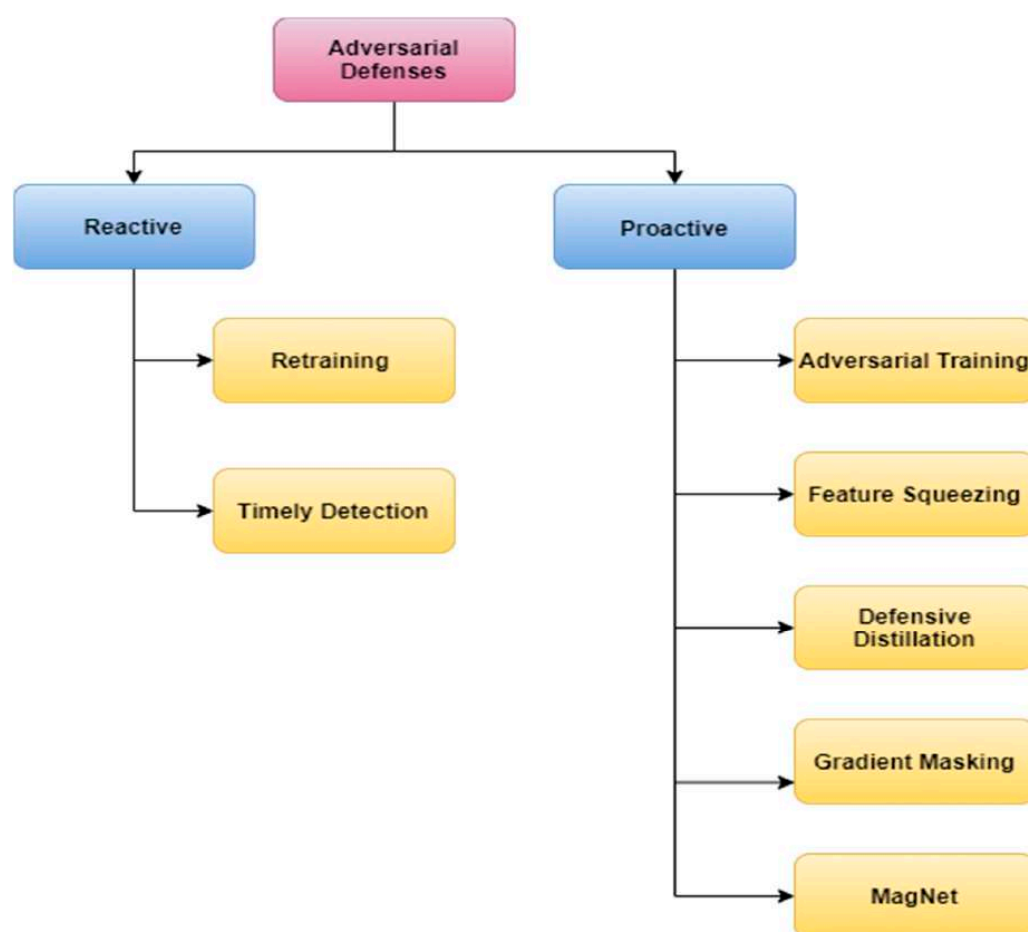 Adversarial
Defenses
Reactive
Proactive
Retraining
Adversarial Training
Timely Detection
Feature Squeezing
Defensive
Distillation
Gradient Masking
MagNet